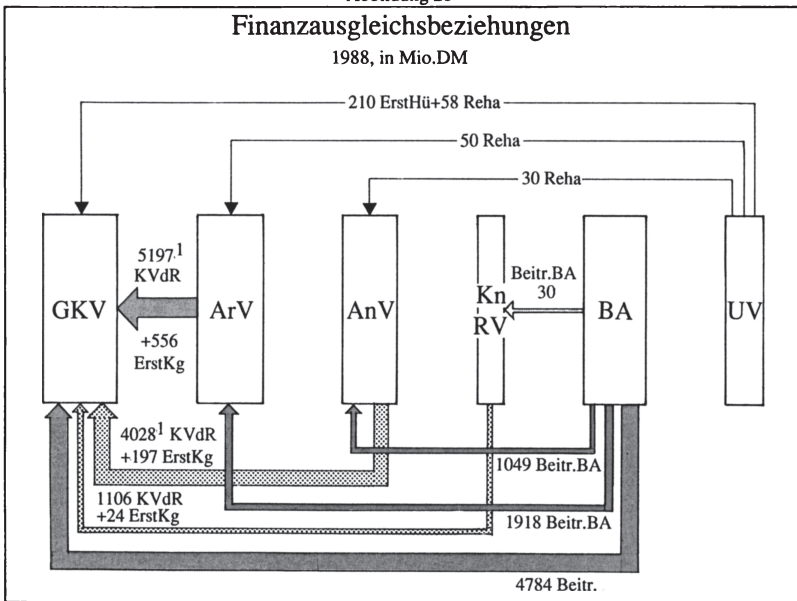 Finanzausgleichsbeziehungen
1988, in Mio.DM
210 ErstHü+58 Reha
50 Reha
30 Reha
5197.¹
KVdR
+556
ErstKg
GKV
ArV
AnV
Kn
RV
Beitr.BA
30
BA
UV
4028¹ KVdR
+197 ErstKg
1049 Beitr.BA
1106 KVdR
+24 ErstKg
1918 Beitr.BA
4784 Beitr.